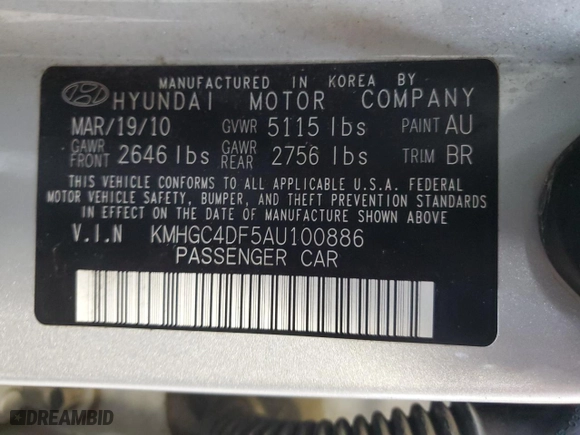 MANUFACTURED IN KOREA BY
HYUNDAI MOTOR COMPANY
MAR/19/10 GVWR 5115 lbs PAINT AU
GAWR FRONT 2646 lbs GAWR REAR 2756 lbs TRIM BR
THIS VEHICLE CONFORMS TO ALL APPLICABLE U.S.A. FEDERAL
MOTOR VEHICLE SAFETY, BUMPER, AND THEFT PREVENTION STANDARDS
IN EFFECT ON THE DATE OF MANUFACTURE SHOWN ABOVE.
V.I.N KMHGC4DF5AU100886
PASSENGER CAR
DREAMBID